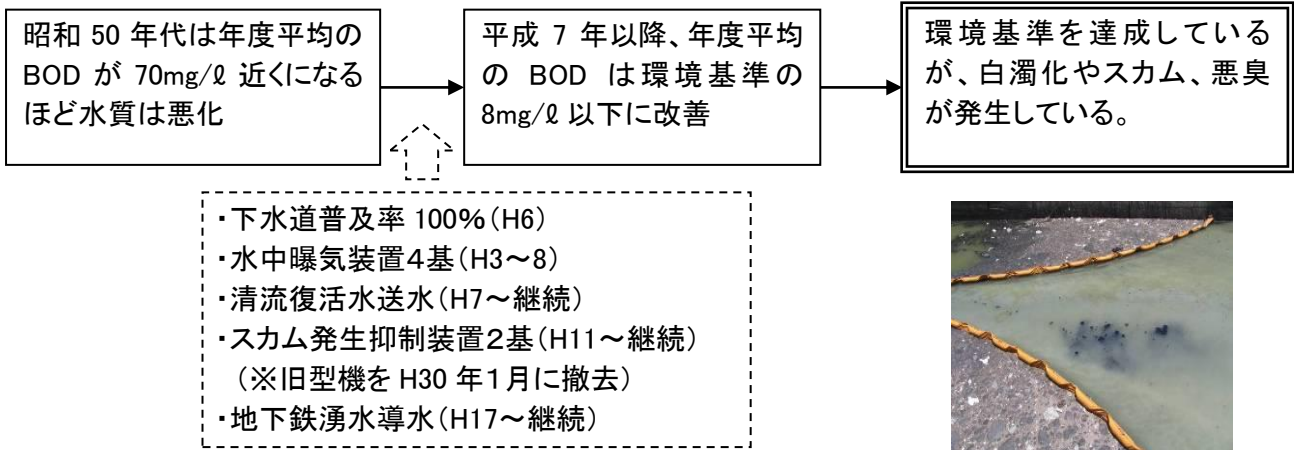 昭和 50 年代は年度平均の
BOD が 70mg/ℓ 近くになる
ほど水質は悪化
平成 7 年以降、年度平均
の BOD は環境基準の
8mg/ℓ 以下に改善
環境基準を達成している
が、白濁化やスカム、悪臭
が発生している。
・下水道普及率 100%(H6)
・水中曝気装置4基(H3～8)
・清流復活水送水(H7～継続)
・スカム発生抑制装置2基(H11～継続)
(※旧型機を H30 年1月に撤去)
・地下鉄湧水導水(H17～継続)